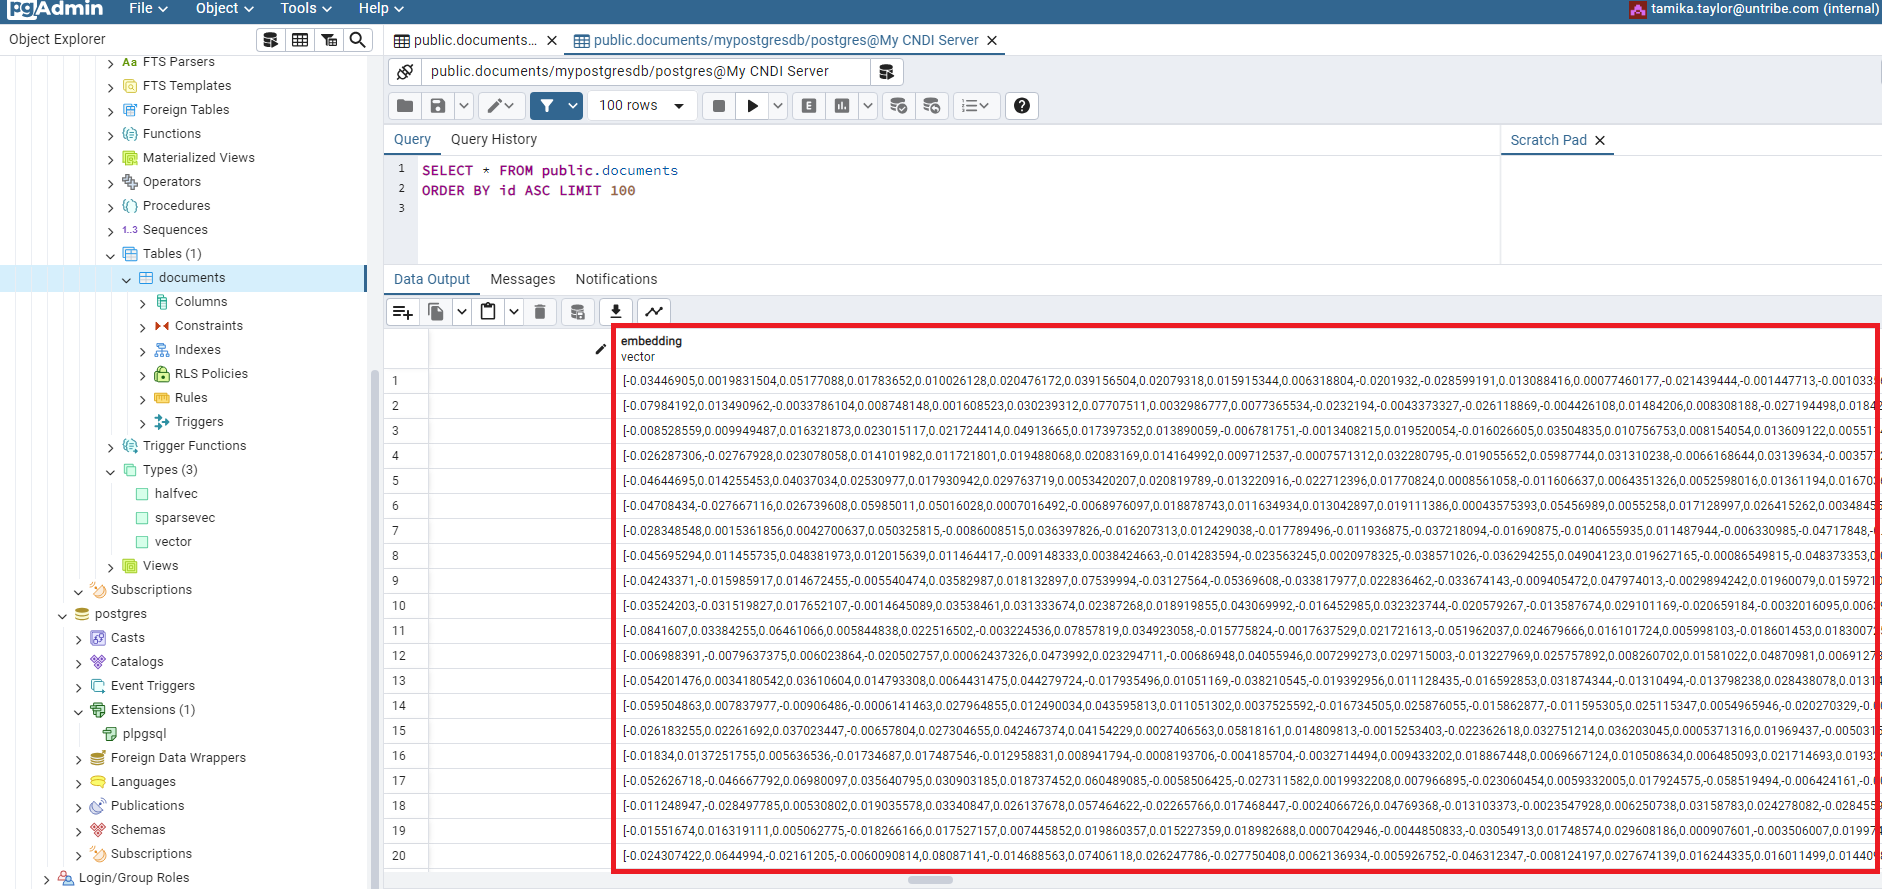 pgAdmin File Object Tools Help tamika.taylor@untribe.com (internal)
Object Explorer
FTS Parsers
FTS Templates
Foreign Tables
Functions
Materialized Views
Operators
Procedures
1..3 Sequences
Tables (1)
documents
Columns
Constraints
Indexes
RLS Policies
Rules
Triggers
Trigger Functions
Types (3)
halfvec
sparsevec
vector
Views
Subscriptions
postgres
Casts
Catalogs
Event Triggers
Extensions (1)
plpgsql
Foreign Data Wrappers
Languages
Publications
Schemas
Subscriptions
Login/Group Roles
public.documents... public.documents/mypostgresdb/postgres@My CNDI Server
public.documents/mypostgresdb/postgres@My CNDI Server
100 rows
Query Query History
Scratch Pad
1 SELECT * FROM public.documents
2 ORDER BY id ASC LIMIT 100
3
Data Output Messages Notifications
embedding
vector
1 [-0.03446905,0.0019831504,0.05177088,0.01783652,0.010026128,0.020476172,0.039156504,0.02079318,0.015915344,0.006318804,-0.0201932,-0.028599191,0.013088416,0.00077460177,-0.021439444,-0.001447713,-0.001033
2 [-0.07984192,0.013490962,-0.0033786104,0.008748148,0.001608523,0.030239312,0.07707511,0.0032986777,0.0077365534,-0.0232194,-0.0043373327,-0.026118869,-0.004426108,0.01484206,0.008308188,-0.027194498,0.0184
3 [-0.008528559,0.009949487,0.016321873,0.023015117,0.021724414,0.04913665,0.017397352,0.013890059,-0.006781751,-0.0013408215,0.019520054,-0.016026605,0.03504835,0.010756753,0.008154054,0.013609122,0.00551
4 [-0.026287306,-0.02767928,0.023078058,0.014101982,0.011721801,0.019488068,0.02083169,0.014164992,0.009712537,-0.0007571312,0.032280795,-0.019055652,0.05987744,0.031310238,-0.0066168644,0.03139634,-0.00357
5 [-0.04644695,0.014255453,0.04037034,0.02530977,0.017930942,0.029763719,0.0053420207,0.020819789,-0.013220916,-0.022712396,0.01770824,0.0008561058,-0.011606637,0.0064351326,0.0052598016,0.01361194,0.01670
6 [-0.04708434,-0.027667116,0.026739608,0.05985011,0.05016028,0.0007016492,-0.0068976097,0.018878743,0.011634934,0.013042897,0.019111386,0.00043575393,0.05456989,0.0055258,0.017128997,0.026415262,0.0034845
7 [-0.028348548,0.0015361856,0.0042700637,0.050325815,-0.0086008515,0.036397826,-0.016207313,0.012429038,-0.017789496,-0.011936875,-0.037218094,-0.01690875,-0.0140655935,0.011487944,-0.006330985,-0.04717848,-
8 [-0.045695294,0.011455735,0.048381973,0.012015639,0.011464417,-0.009148333,0.0038424663,-0.014283594,-0.023563245,0.0020978325,-0.038571026,-0.036294255,0.04904123,0.019627165,-0.00086549815,-0.048373353,0
9 [-0.04243371,-0.015985917,0.014672455,-0.005540474,0.03582987,0.018132897,0.07539994,-0.03127564,-0.05369608,-0.033817977,0.022836462,-0.033674143,-0.009405472,0.047974013,-0.0029894242,0.01960079,0.01597
10 [-0.03524203,-0.031519827,0.017652107,-0.0014645089,0.03538461,0.031333674,0.02387268,0.018919855,0.043069992,-0.016452985,0.032323744,-0.020579267,-0.013587674,0.029101169,-0.020659184,-0.0032016095,0.006
11 [-0.0841607,0.03384255,0.06461066,0.005844838,0.022516502,-0.003224536,0.07857819,0.034923058,-0.015775824,-0.0017637529,0.021721613,-0.051962037,0.024679666,0.016101724,0.005998103,-0.018601453,0.018300
12 [-0.006988391,-0.0079637375,0.006023864,-0.020502757,0.00062437326,0.0473992,0.023294711,-0.00686948,0.04055946,0.007299273,0.029715003,-0.013227969,0.025757892,0.008260702,0.01581022,0.04870981,0.006912
13 [-0.054201476,0.0034180542,0.03610604,0.014793308,0.0064431475,0.044279724,-0.017935496,0.01051169,-0.038210545,-0.019392956,0.011128435,-0.016592853,0.031874344,-0.01310494,-0.013798238,0.028438078,0.013
14 [-0.059504863,0.007837977,-0.00906486,-0.0006141463,0.027964855,0.012490034,0.043595813,0.011051302,0.0037525592,-0.016734505,0.025876055,-0.015862877,-0.011595305,0.025115347,0.0054965946,-0.020270329,-0.00
15 [-0.026183255,0.02261692,0.037023447,-0.00657804,0.027304655,0.042467374,0.04154229,0.0027406563,0.05818161,0.014809813,-0.0015253403,-0.022362618,0.032751214,0.036203045,0.0005371316,0.01969437,-0.00503
16 [-0.01834,0.0137251755,0.005636536,-0.01734687,0.017487546,-0.012958831,0.008941794,-0.0008193706,-0.004185704,-0.0032714494,0.009433202,0.018867448,0.0069667124,0.010508634,0.006485093,0.021714693,0.0193
17 [-0.052626718,-0.046667792,0.06980097,0.035640795,0.030903185,0.018737452,0.060489085,-0.0058506425,-0.027311582,0.0019932208,0.007966895,-0.023060454,0.0059332005,0.017924575,-0.058519494,-0.006424161,-0.0
18 [-0.011248947,-0.028497785,0.00530802,0.019035578,0.03340847,0.026137678,0.057464622,-0.02265766,0.017468447,-0.0024066726,0.04769368,-0.013103373,-0.0023547928,0.006250738,0.03158783,0.024278082,-0.02845
19 [-0.01551674,0.016319111,0.005062775,-0.018266166,0.017527157,0.007445852,0.019860357,0.015227359,0.018982688,0.0007042946,-0.0044850833,-0.03054913,0.01748574,0.029608186,0.000907601,-0.003506007,0.01997
20 [-0.024307422,0.0644994,-0.02161205,-0.0060090814,0.08087141,-0.014688563,0.07406118,0.026247786,-0.027750408,0.0062136934,-0.005926752,-0.046312347,-0.008124197,0.027674139,0.016244335,0.016011499,0.01440